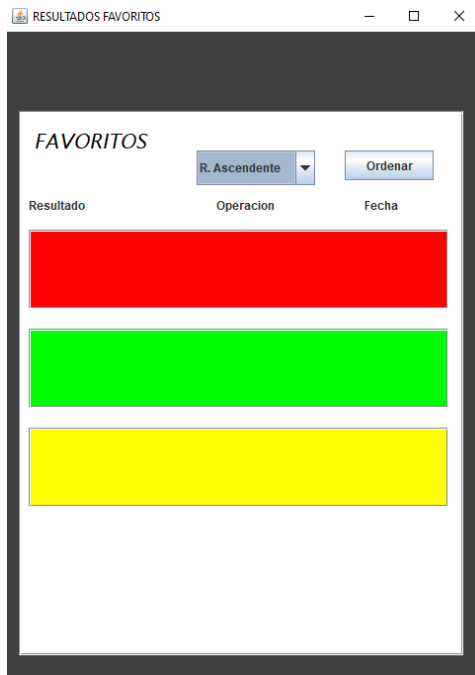 RESULTADOS FAVORITOS
FAVORITOS
R. Ascendente Ordenar
Resultado Operacion Fecha